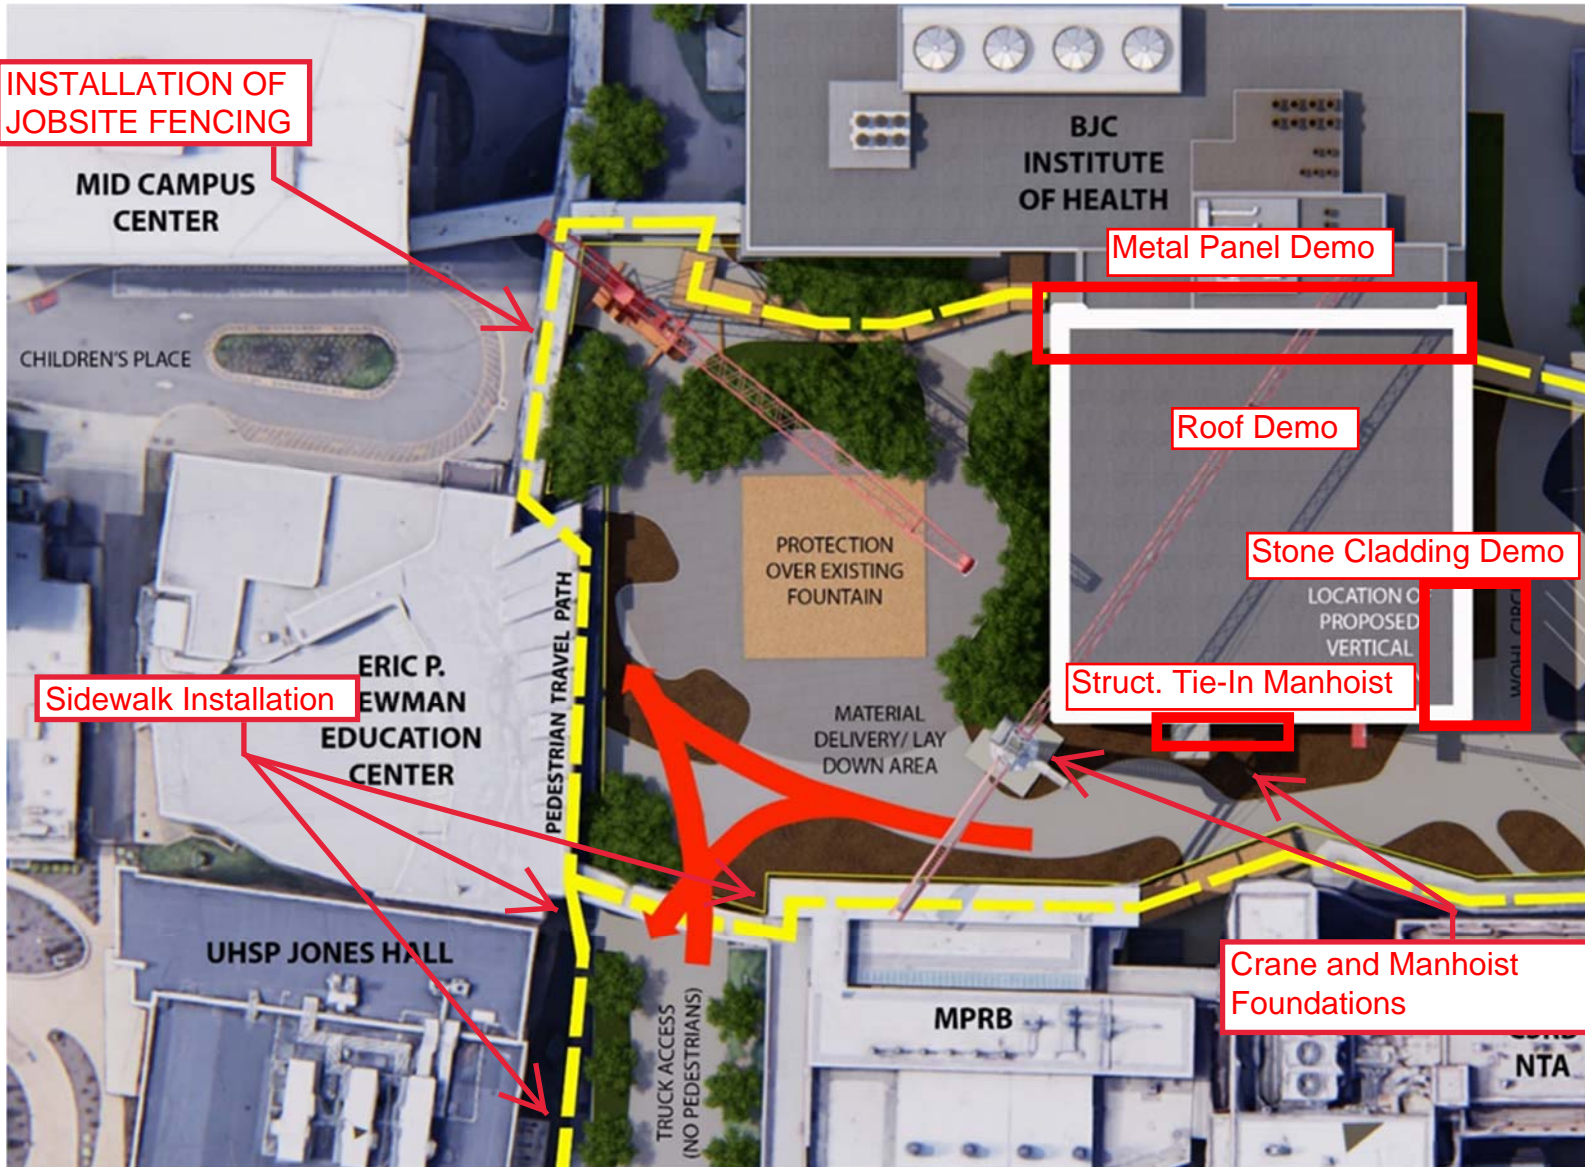 INSTALLATION OF
JOBSITE FENCING
MID CAMPUS
CENTER
BJC
INSTITUTE
OF HEALTH
Metal Panel Demo
CHILDREN'S PLACE
Roof Demo
PROTECTION
OVER EXISTING
FOUNTAIN
Stone Cladding Demo
LOCATION
PROPOSED
VERTICAL
WOHL
PEDESTRIAN TRAVEL PATH
ERIC P.
EWMAN
EDUCATION
CENTER
Sidewalk Installation
Struct. Tie-In Manhoist
MATERIAL
DELIVERY/ LAY
DOWN AREA
UHSP JONES HALL
Crane and Manhoist
Foundations
MPRB
TRUCK ACCESS
(NO PEDESTRIANS)
NTA